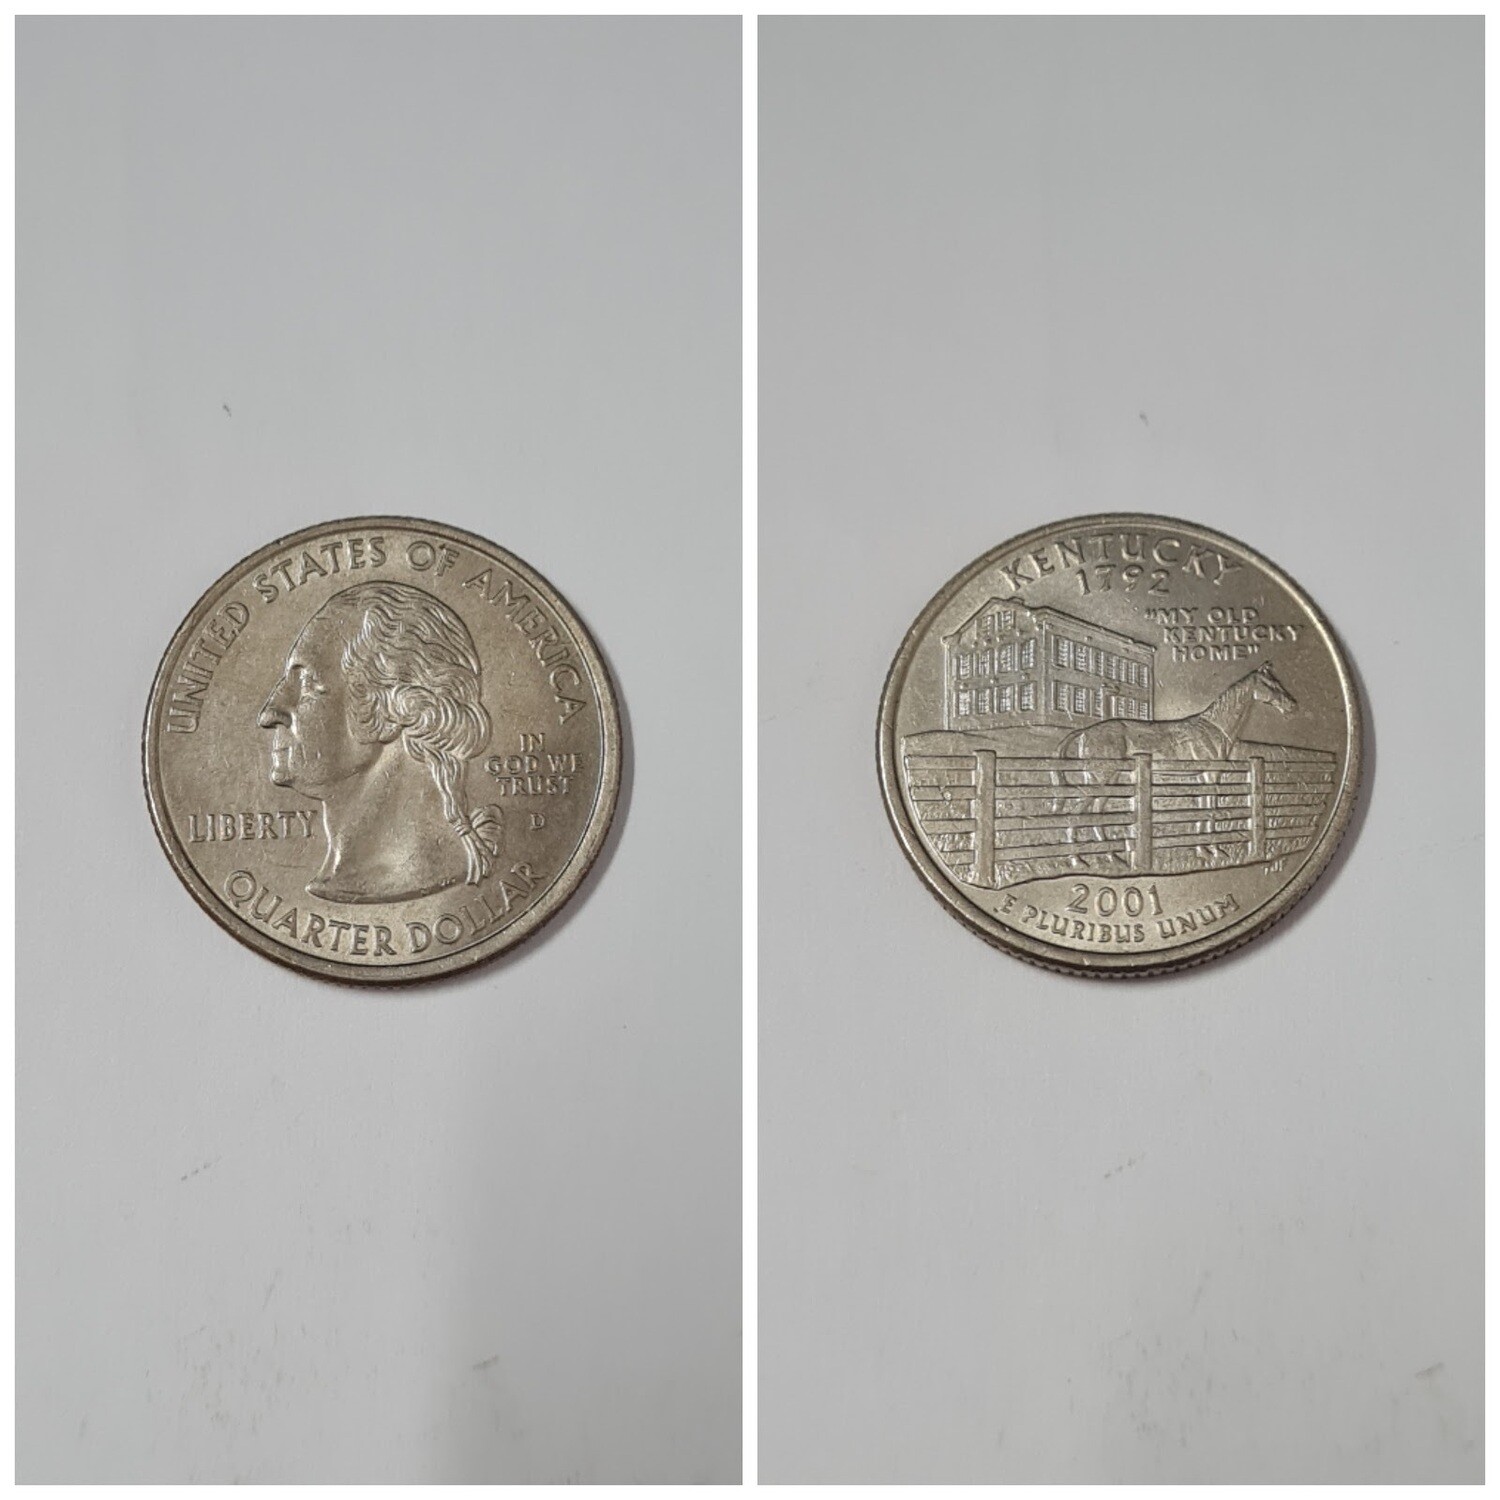 UNITED STATES OF AMERICA
IN
GOD WE
TRUST
LIBERTY
D
QUARTER DOLLAR
KENTUCKY
1792
"MY OLD
KENTUCKY
HOME"
2001
E PLURIBUS UNUM